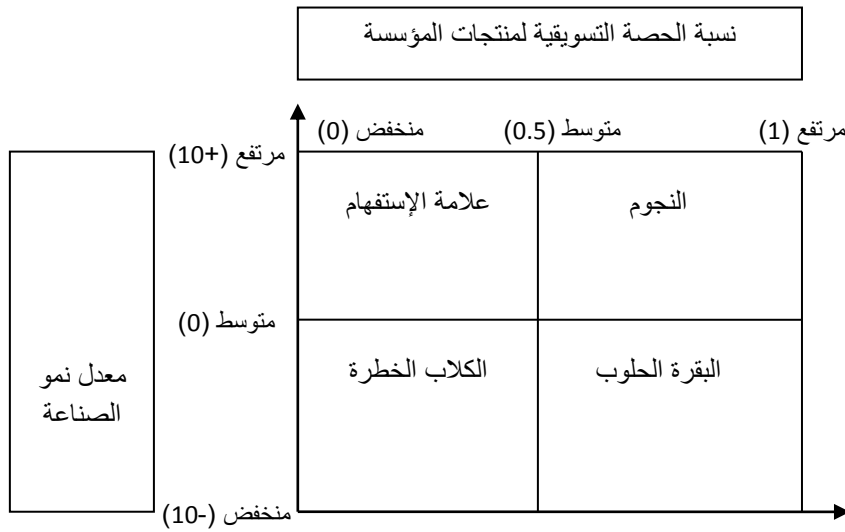 نسبة الحصة التسويقية لمنتجات المؤسسة
مرتفع (1) متوسط (0.5) منخفض (0)
مرتفع (+10)
النجوم علامة الإستفهام
متوسط (0)
البقرة الحلوب الكلاب الخطرة
معدل نمو
الصناعة
منخفض (-10)